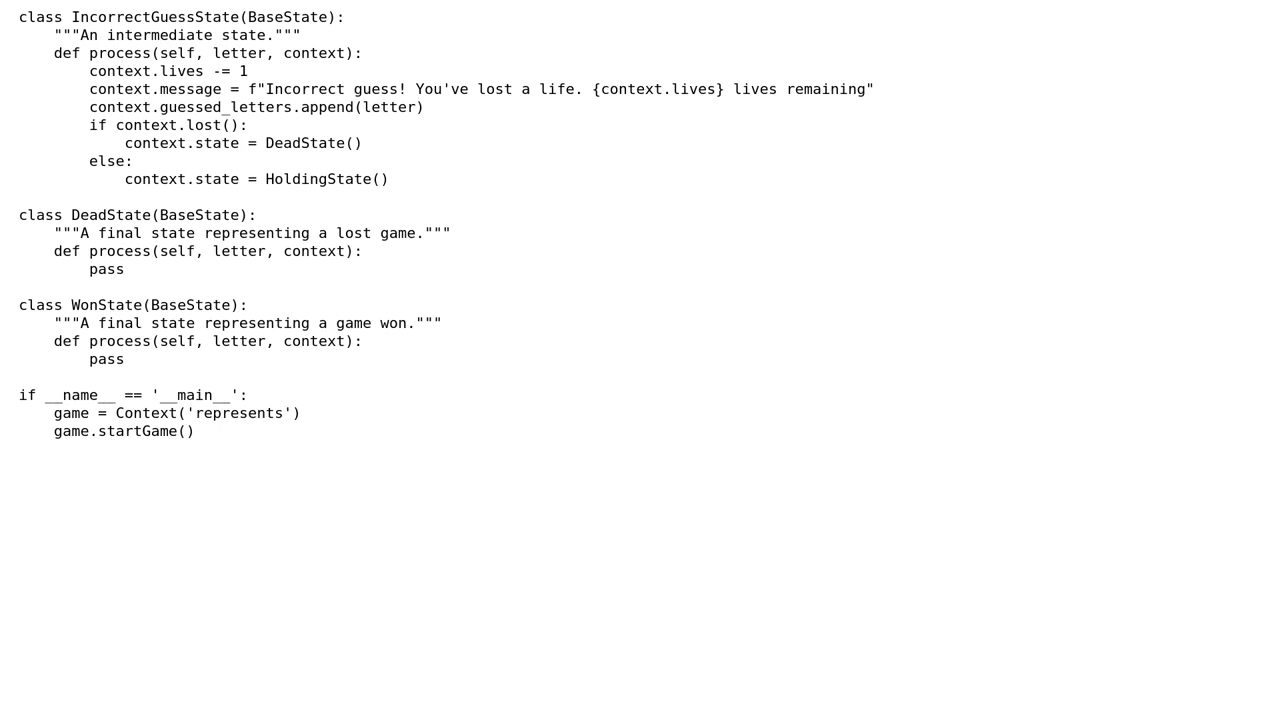 class IncorrectGuessState(BaseState):
    """An intermediate state."""
    def process(self, letter, context):
        context.lives -= 1
        context.message = f"Incorrect guess! You've lost a life. {context.lives} lives remaining"
        context.guessed_letters.append(letter)
        if context.lost():
            context.state = DeadState()
        else:
            context.state = HoldingState()

class DeadState(BaseState):
    """A final state representing a lost game."""
    def process(self, letter, context):
        pass

class WonState(BaseState):
    """A final state representing a game won."""
    def process(self, letter, context):
        pass

if __name__ == '__main__':
    game = Context('represents')
    game.startGame()